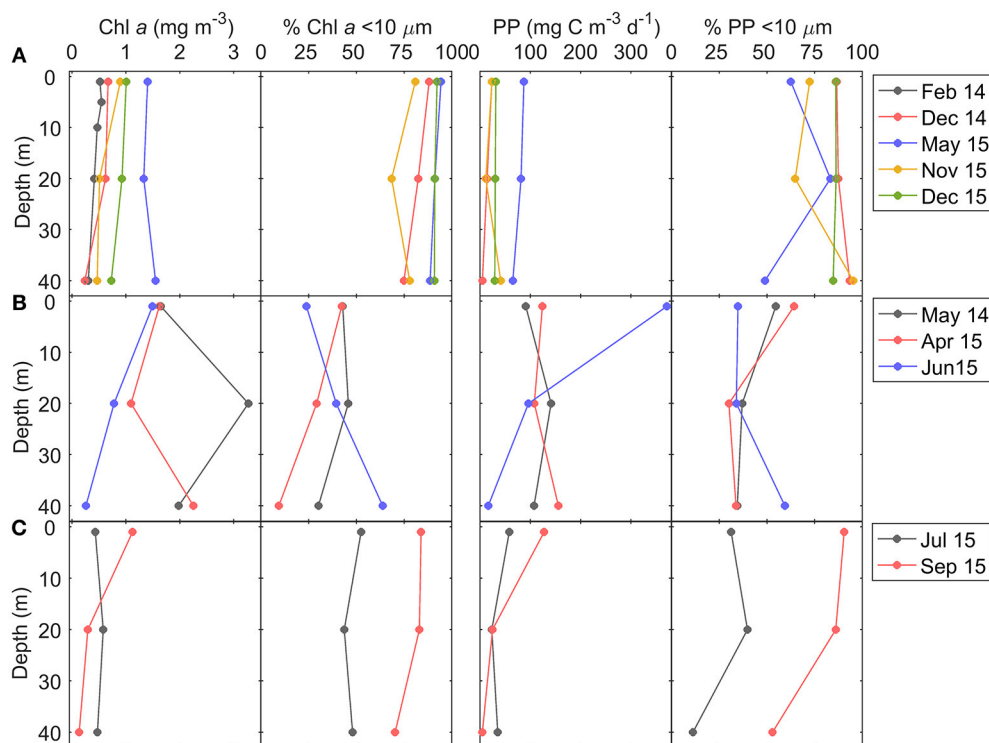 Chl a (mg m⁻³) % Chl a <10 μm PP (mg C m⁻³ d⁻¹) % PP <10 μm
0 1 2 3 0 25 50 75 1000 100 200 300 0 25 50 75 100
A
Depth (m)
0
10
20
30
40
Feb 14
Dec 14
May 15
Nov 15
Dec 15
B
Depth (m)
0
10
20
30
40
May 14
Apr 15
Jun15
C
Depth (m)
0
10
20
30
40
Jul 15
Sep 15